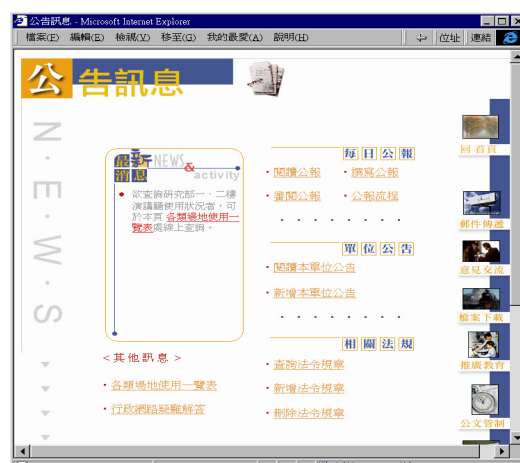 公告訊息 - Microsoft Internet Explorer
檔案(F) 編輯(E) 檢視(V) 移至(G) 我的最愛(A) 說明(H) 位址 連結
公告訊息
N·E·W·S
最新消息 NEWS & activity
欲查詢研究部一、二樓
演講廳使用狀況者，可
於本頁 各類場地使用一
覽表處線上查詢。
<其他訊息>
·各類場地使用一覽表
·行政網路疑難解答
每日公報
·閱讀公報 ·撰寫公報
·審閱公報 ·公報流程
單位公告
·閱讀本單位公告
·新增本單位公告
相關法規
·查詢法令規章
·新增法令規章
·刪除法令規章
回首頁
郵件傳遞
意見交流
檔案下載
推廣教育
公文管制